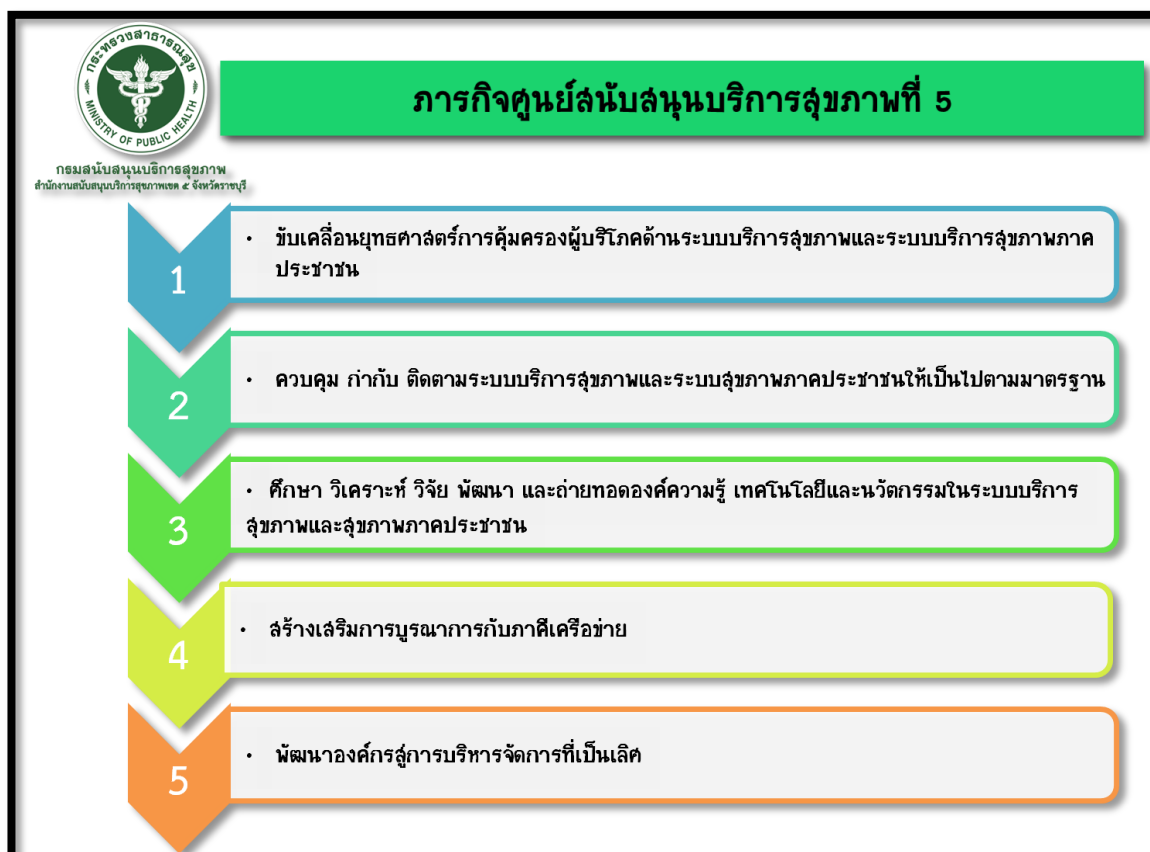 กระทรวงสาธารณสุข
MINISTRY OF PUBLIC HEALTH
กรมสนับสนุนบริการสุขภาพ
สำนักงานสนับสนุนบริการสุขภาพเขต ๕ จังหวัดราชบุรี
ภารกิจศูนย์สนับสนุนบริการสุขภาพที่ 5
1
• ขับเคลื่อนยุทธศาสตร์การคุ้มครองผู้บริโภคด้านระบบบริการสุขภาพและระบบบริการสุขภาพภาค
ประชาชน
2
• ควบคุม กำกับ ติดตามระบบบริการสุขภาพและระบบสุขภาพภาคประชาชนให้เป็นไปตามมาตรฐาน
3
• ศึกษา วิเคราะห์ วิจัย พัฒนา และถ่ายทอดองค์ความรู้ เทคโนโลยีและนวัตกรรมในระบบบริการ
สุขภาพและสุขภาพภาคประชาชน
4
• สร้างเสริมการบูรณาการกับภาคีเครือข่าย
5
• พัฒนาองค์กรสู่การบริหารจัดการที่เป็นเลิศ